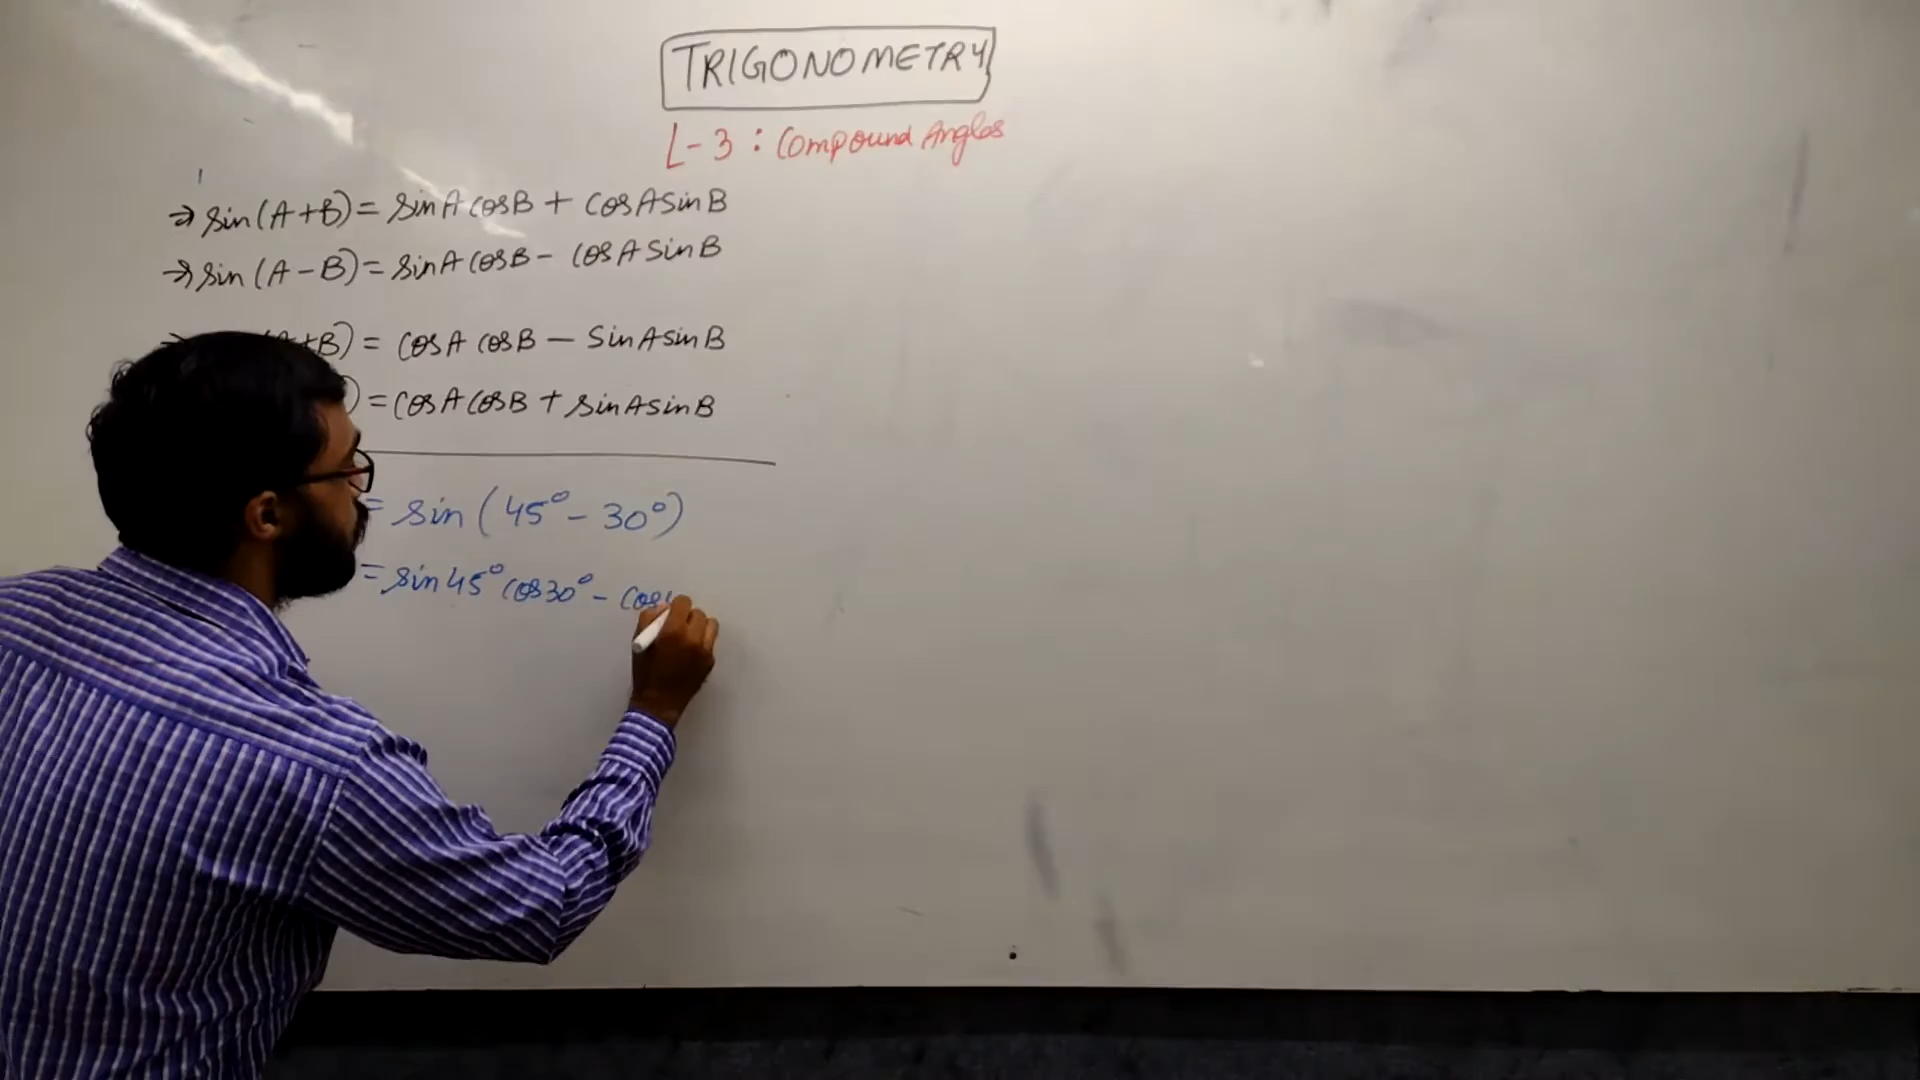 TRIGONOMETRY
L-3 : Compound Angles
→ sin(A+B) = sinA cosB + cosA sinB
→ sin(A-B) = sinA cosB - cosA sinB
+B) = cosA cosB - sinA sinB
) = cosA cosB + sinA sinB
= sin(45° - 30°)
= sin45° cos30° - cos